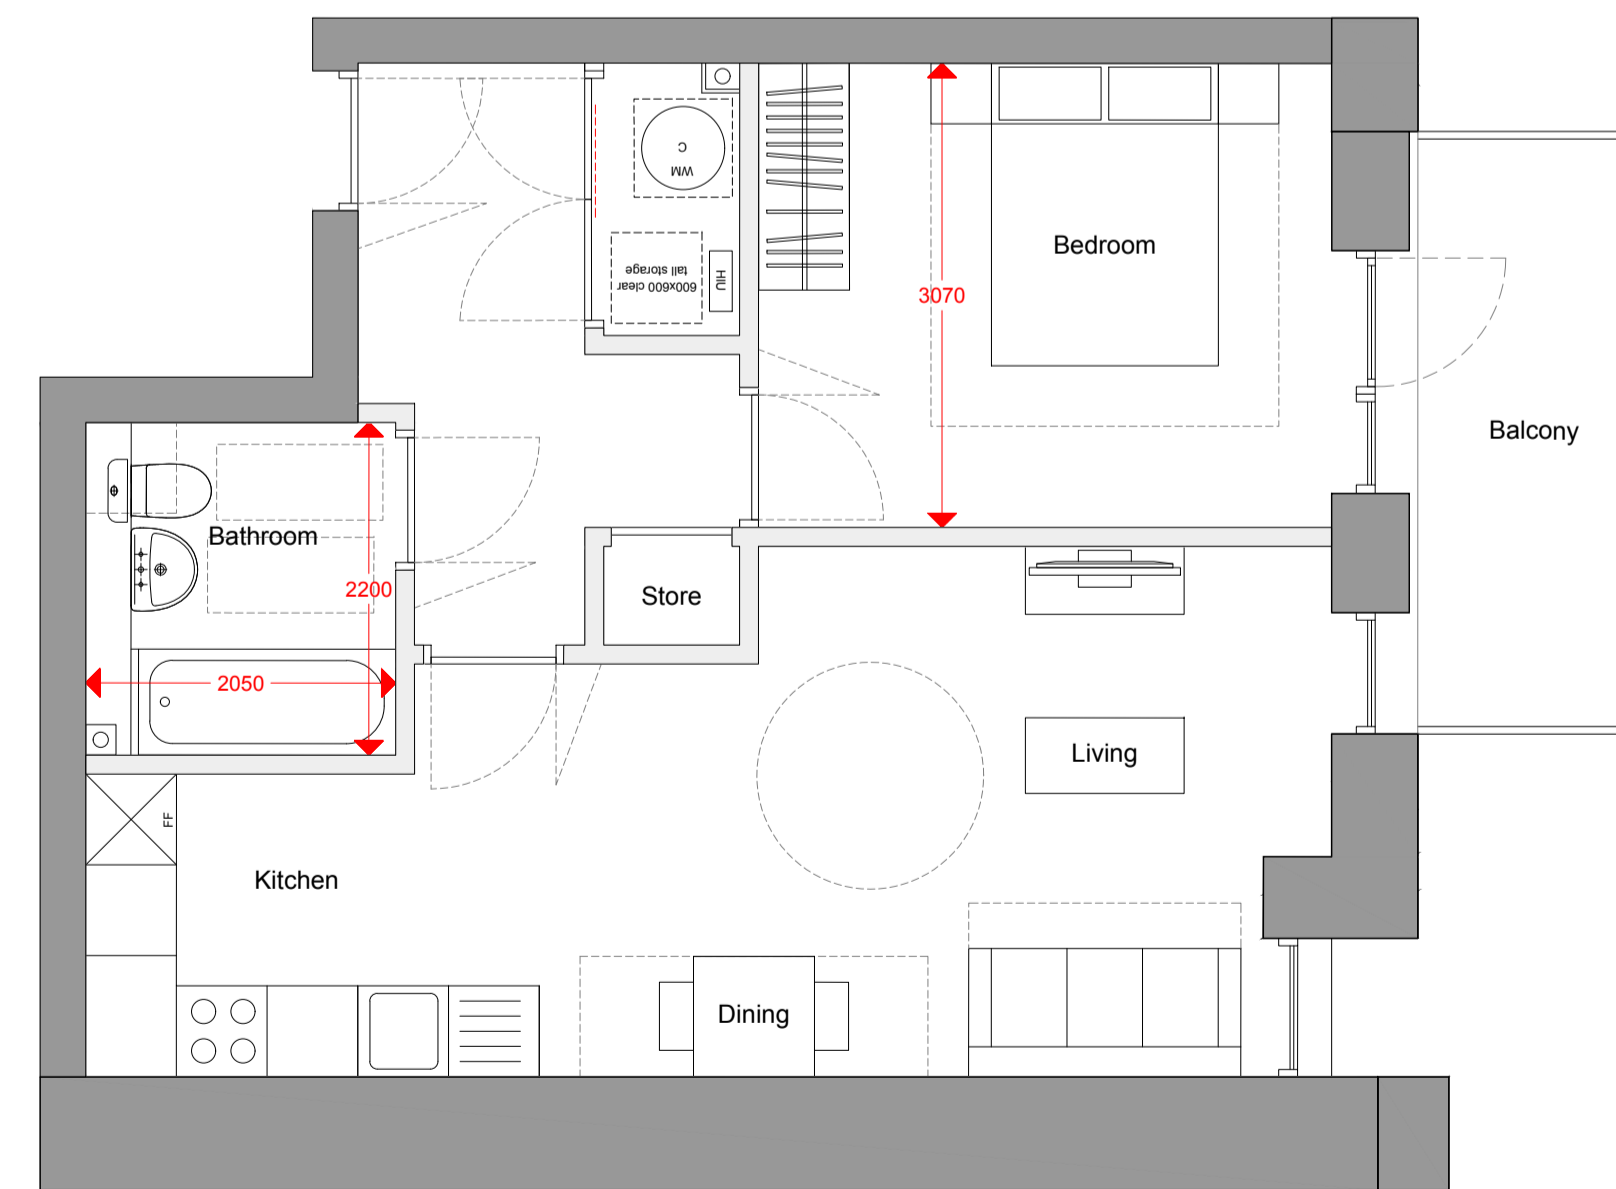 C
WM
600x600 clear
tall storage
HIU
Bedroom
3070
Balcony
Bathroom
2200
Store
2050
Living
FF
Kitchen
Dining